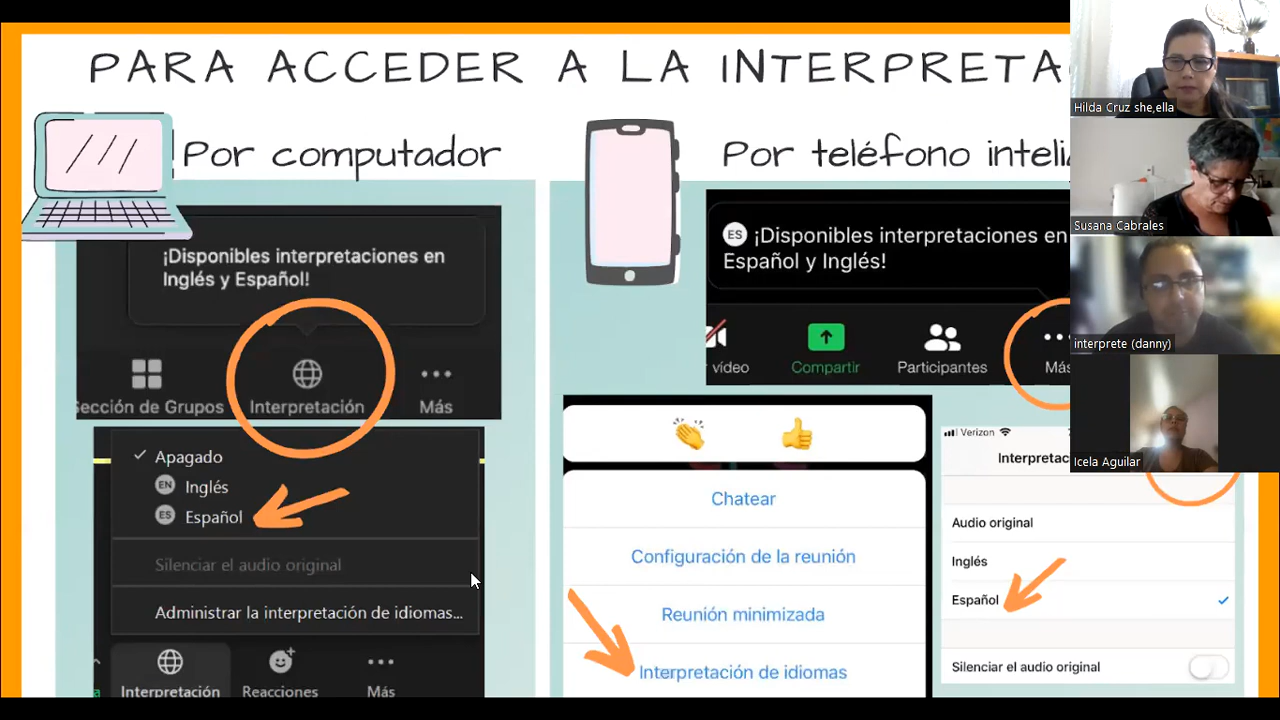 PARA ACCEDER A LA INTERPRETA
Por computador
¡Disponibles interpretaciones en
Inglés y Español!
Sección de Grupos
Interpretación
Más
Apagado
EN Inglés
ES Español
Silenciar el audio original
Administrar la interpretación de idiomas...
Interpretación
Reacciones
Más
Por teléfono inteli
ES ¡Disponibles interpretaciones en
Español y Inglés!
video
Compartir
Participantes
Más
Chatear
Configuración de la reunión
Reunión minimizada
Interpretación de idiomas
Verizon
Interpretac
Audio original
Inglés
Español
Silenciar el audio original
Hilda Cruz she,ella
Susana Cabrales
interprete (danny)
Icela Aguilar